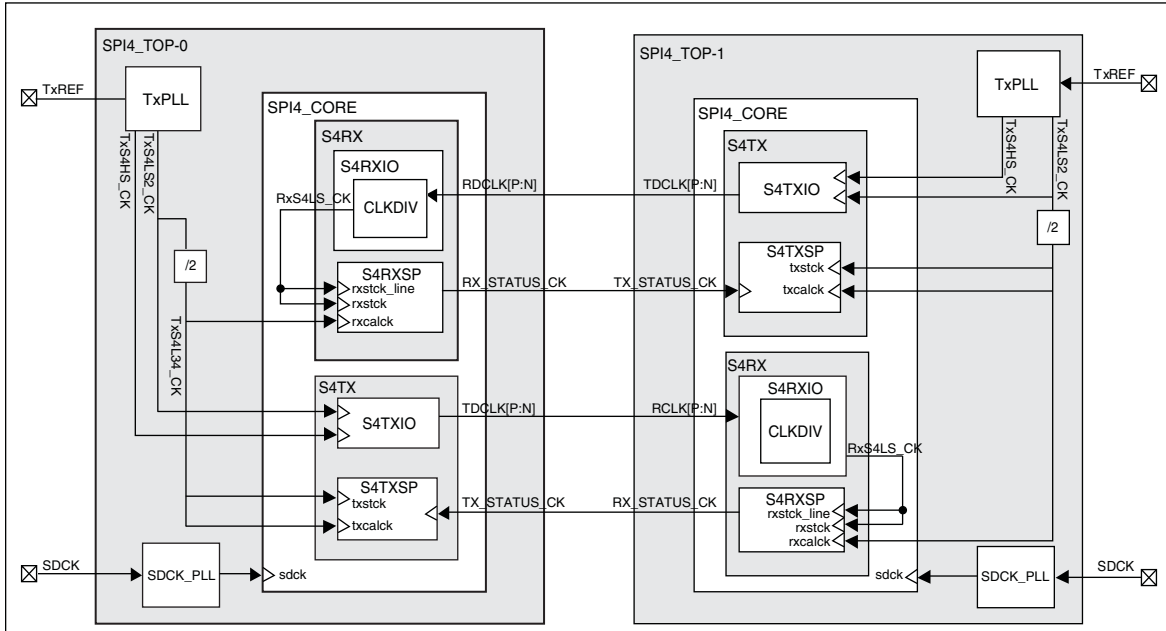 SPI4_TOP-0
TxREF
TxPLL
TxS4HS_CK
TxS4LS2_CK
/2
TxS4L34_CK
SPI4_CORE
S4RX
S4RXIO
CLKDIV
RxS4LS_CK
S4RXSP
rxstck_line
rxstck
rxcalck
S4TX
S4TXIO
S4TXSP
txstck
txcalck
SDCK
SDCK_PLL
sdck
RDCLK[P:N]
TDCLK[P:N]
RX_STATUS_CK
TX_STATUS_CK
TDCLK[P:N]
RCLK[P:N]
TX_STATUS_CK
RX_STATUS_CK
SPI4_TOP-1
TxPLL
TxREF
TxS4HS_CK
TxS4LS2_CK
/2
SPI4_CORE
S4TX
S4TXIO
S4TXSP
txstck
txcalck
S4RX
S4RXIO
CLKDIV
RxS4LS_CK
S4RXSP
rxstck_line
rxstck
rxcalck
sdck
SDCK_PLL
SDCK